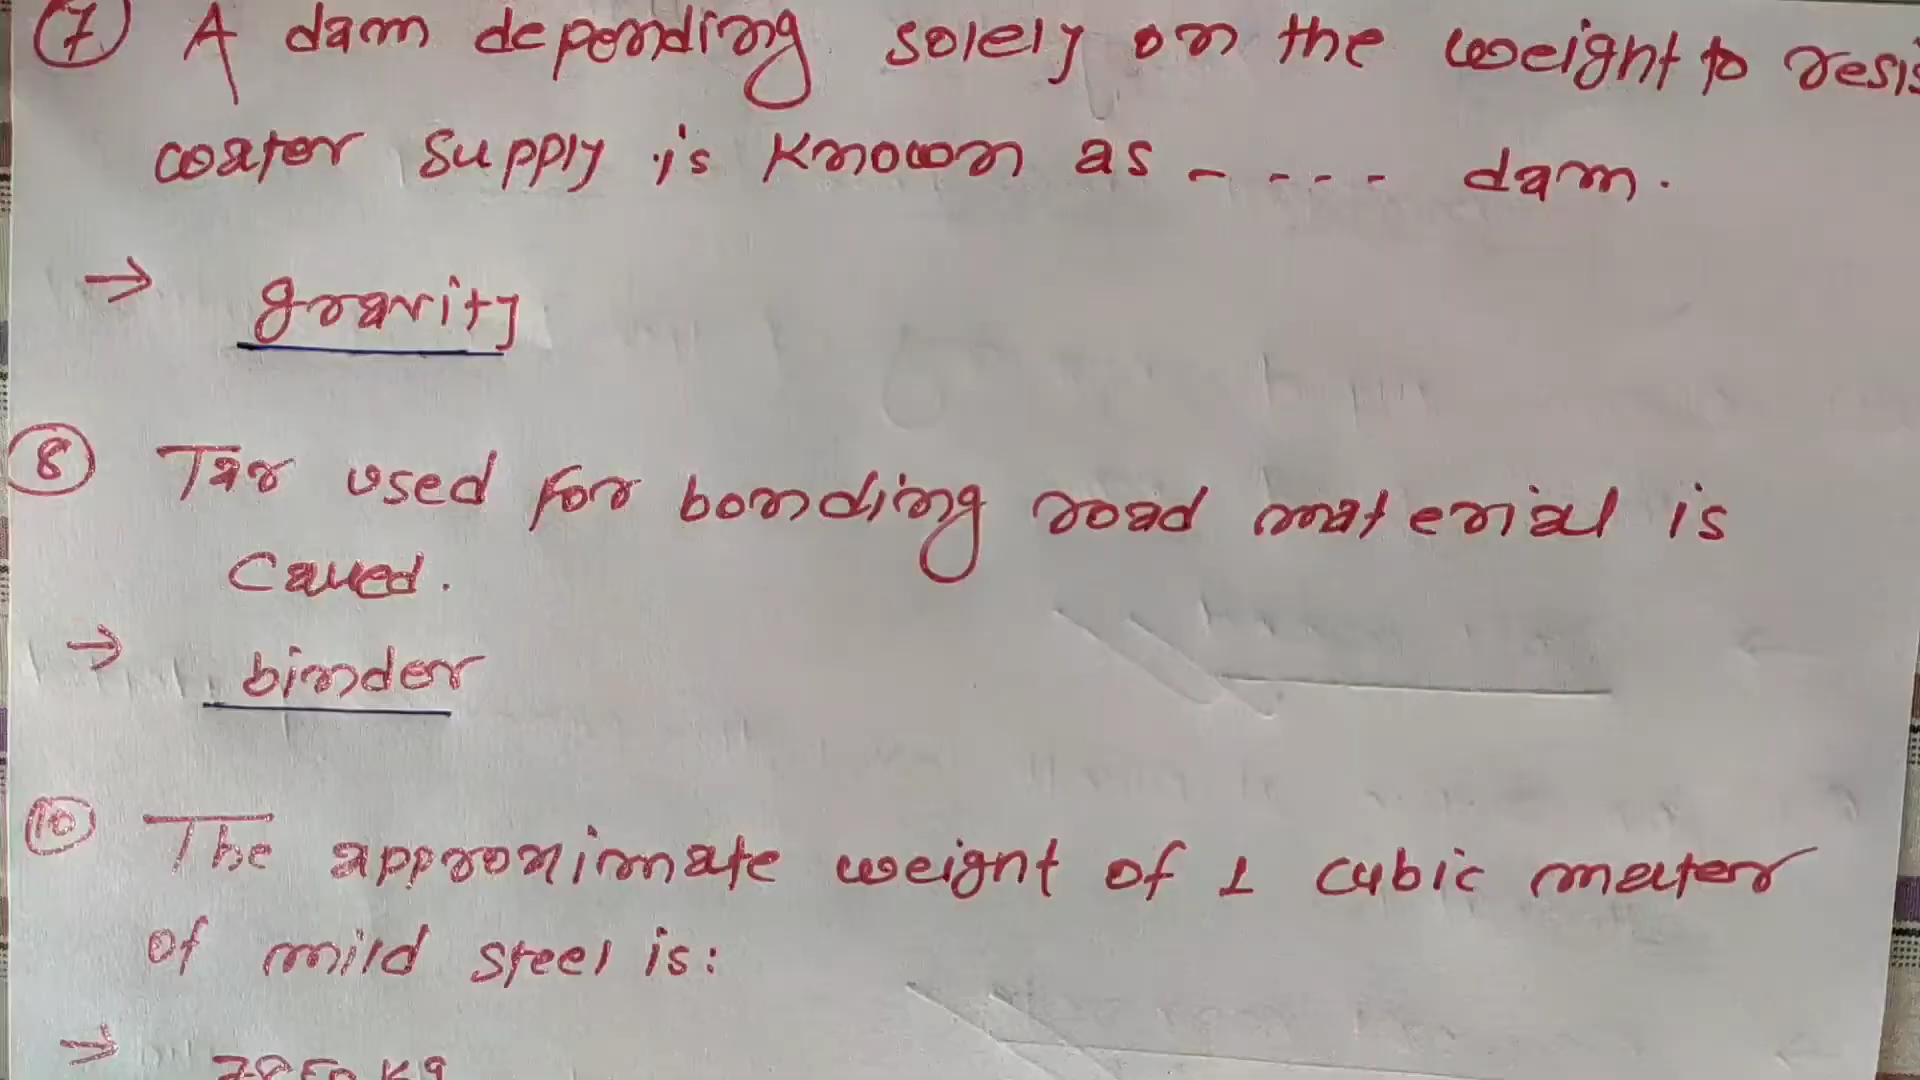 7 A dam depending solely on the weight to resis
water supply is known as - - - - dam.
→ gravity
8 Tar used for bonding road material is
called.
→ binder
10 The approximate weight of 1 cubic meter
of mild steel is:
→ 7850 kg